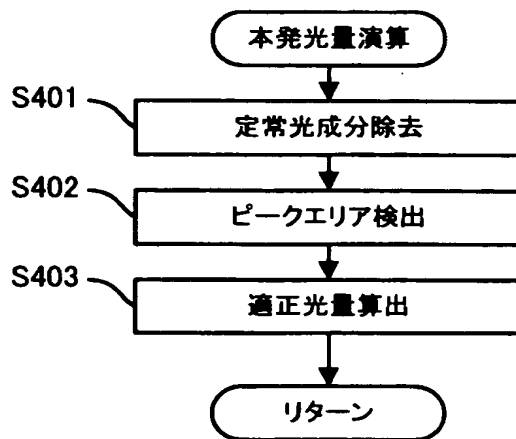 本発光量演算
S401
定常光成分除去
S402
ピークエリア検出
S403
適正光量算出
リターン